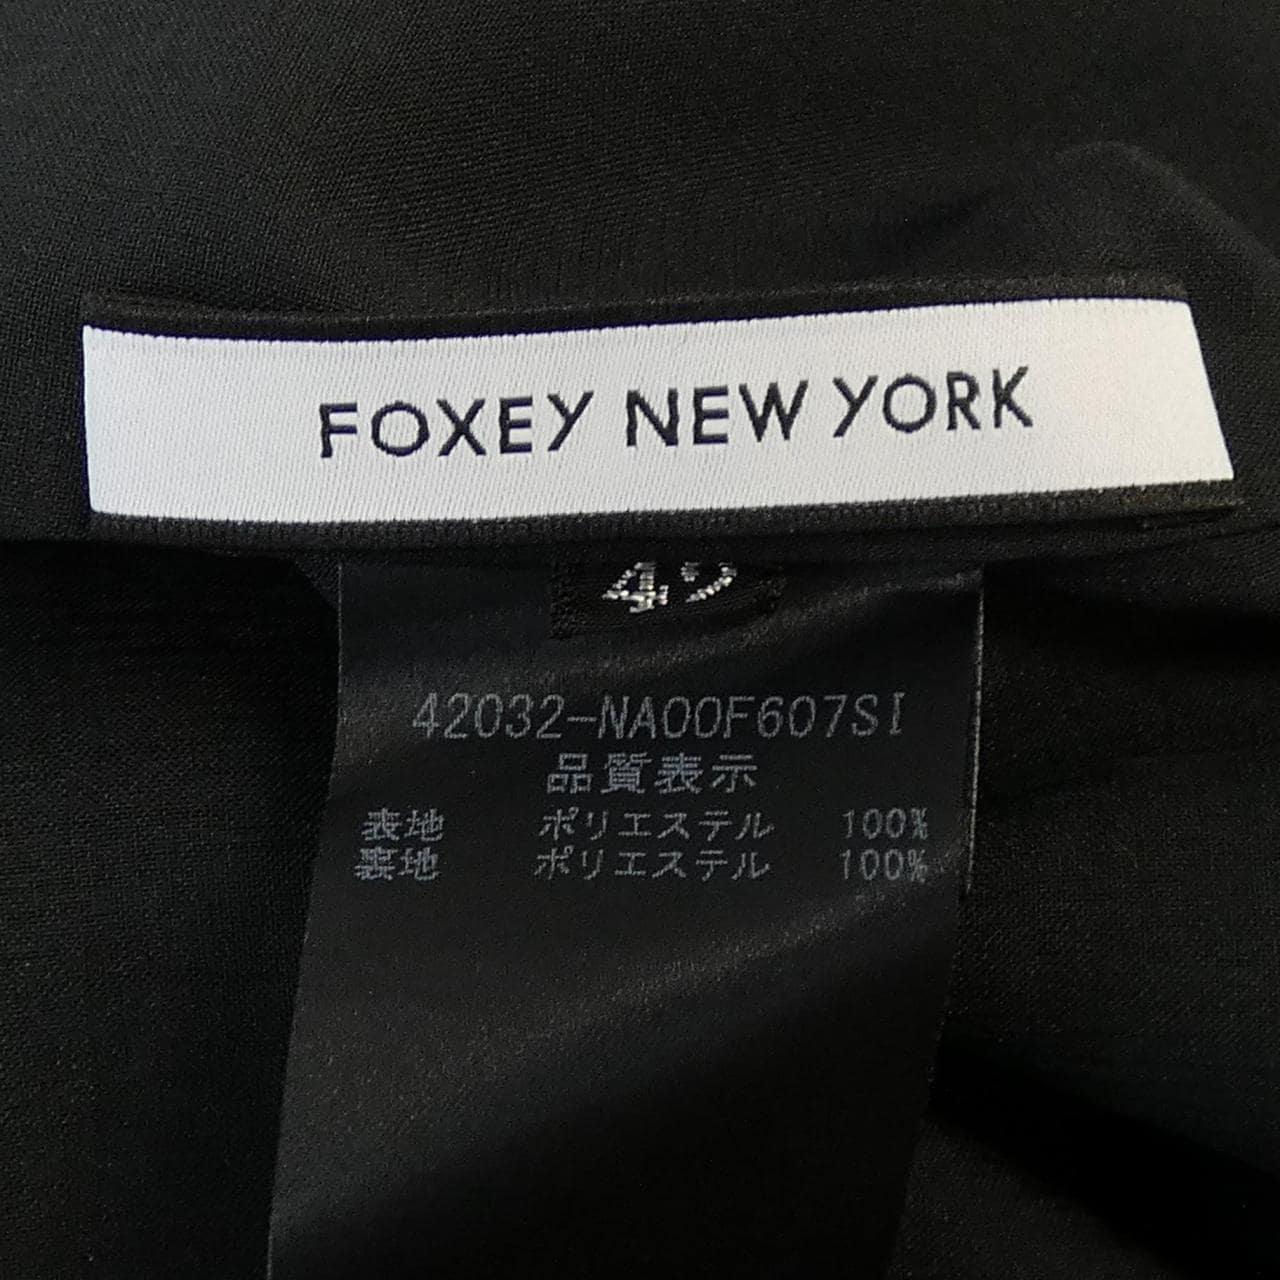 FOXEY NEW YORK
42
42032-NA00F607SI
品質表示
表地 ポリエステル 100%
裏地 ポリエステル 100%